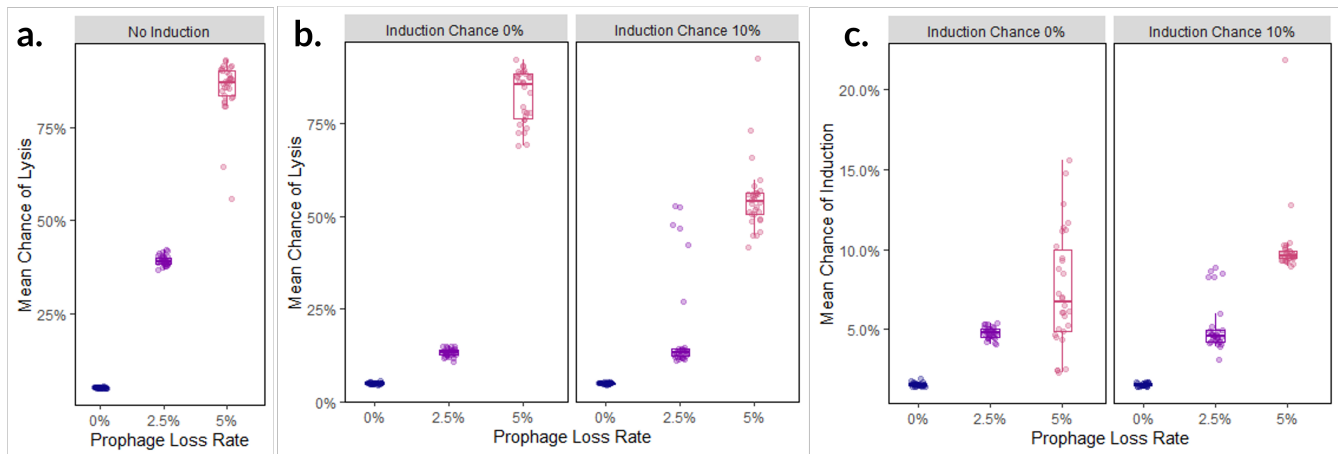 a.
No Induction
Mean Chance of Lysis
75%
50%
25%
0%
2.5%
5%
Prophage Loss Rate
b.
Induction Chance 0%
Induction Chance 10%
Mean Chance of Lysis
75%
50%
25%
0%
0%
2.5%
5%
0%
2.5%
5%
Prophage Loss Rate
c.
Induction Chance 0%
Induction Chance 10%
Mean Chance of Induction
20.0%
15.0%
10.0%
5.0%
0%
2.5%
5%
0%
2.5%
5%
Prophage Loss Rate